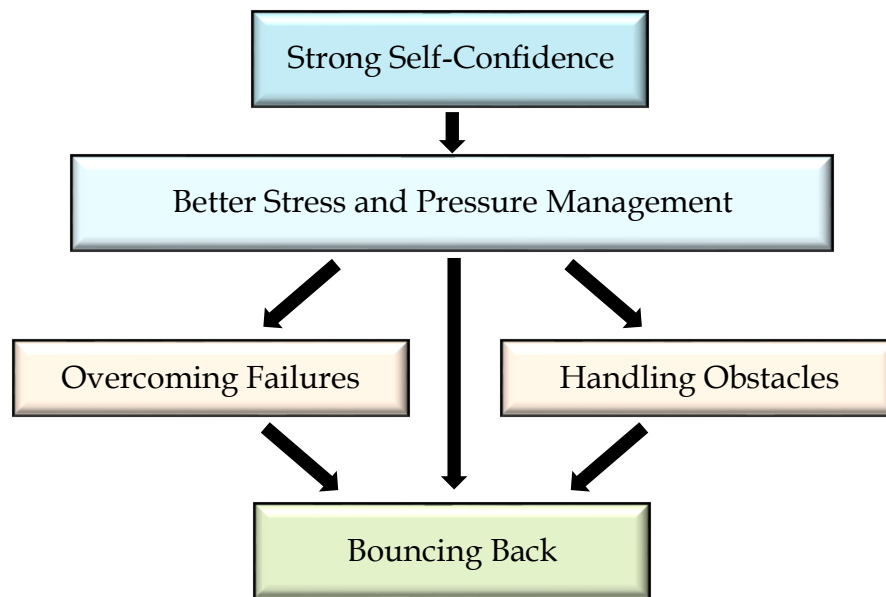 Strong Self-Confidence
Better Stress and Pressure Management
Overcoming Failures
Handling Obstacles
Bouncing Back